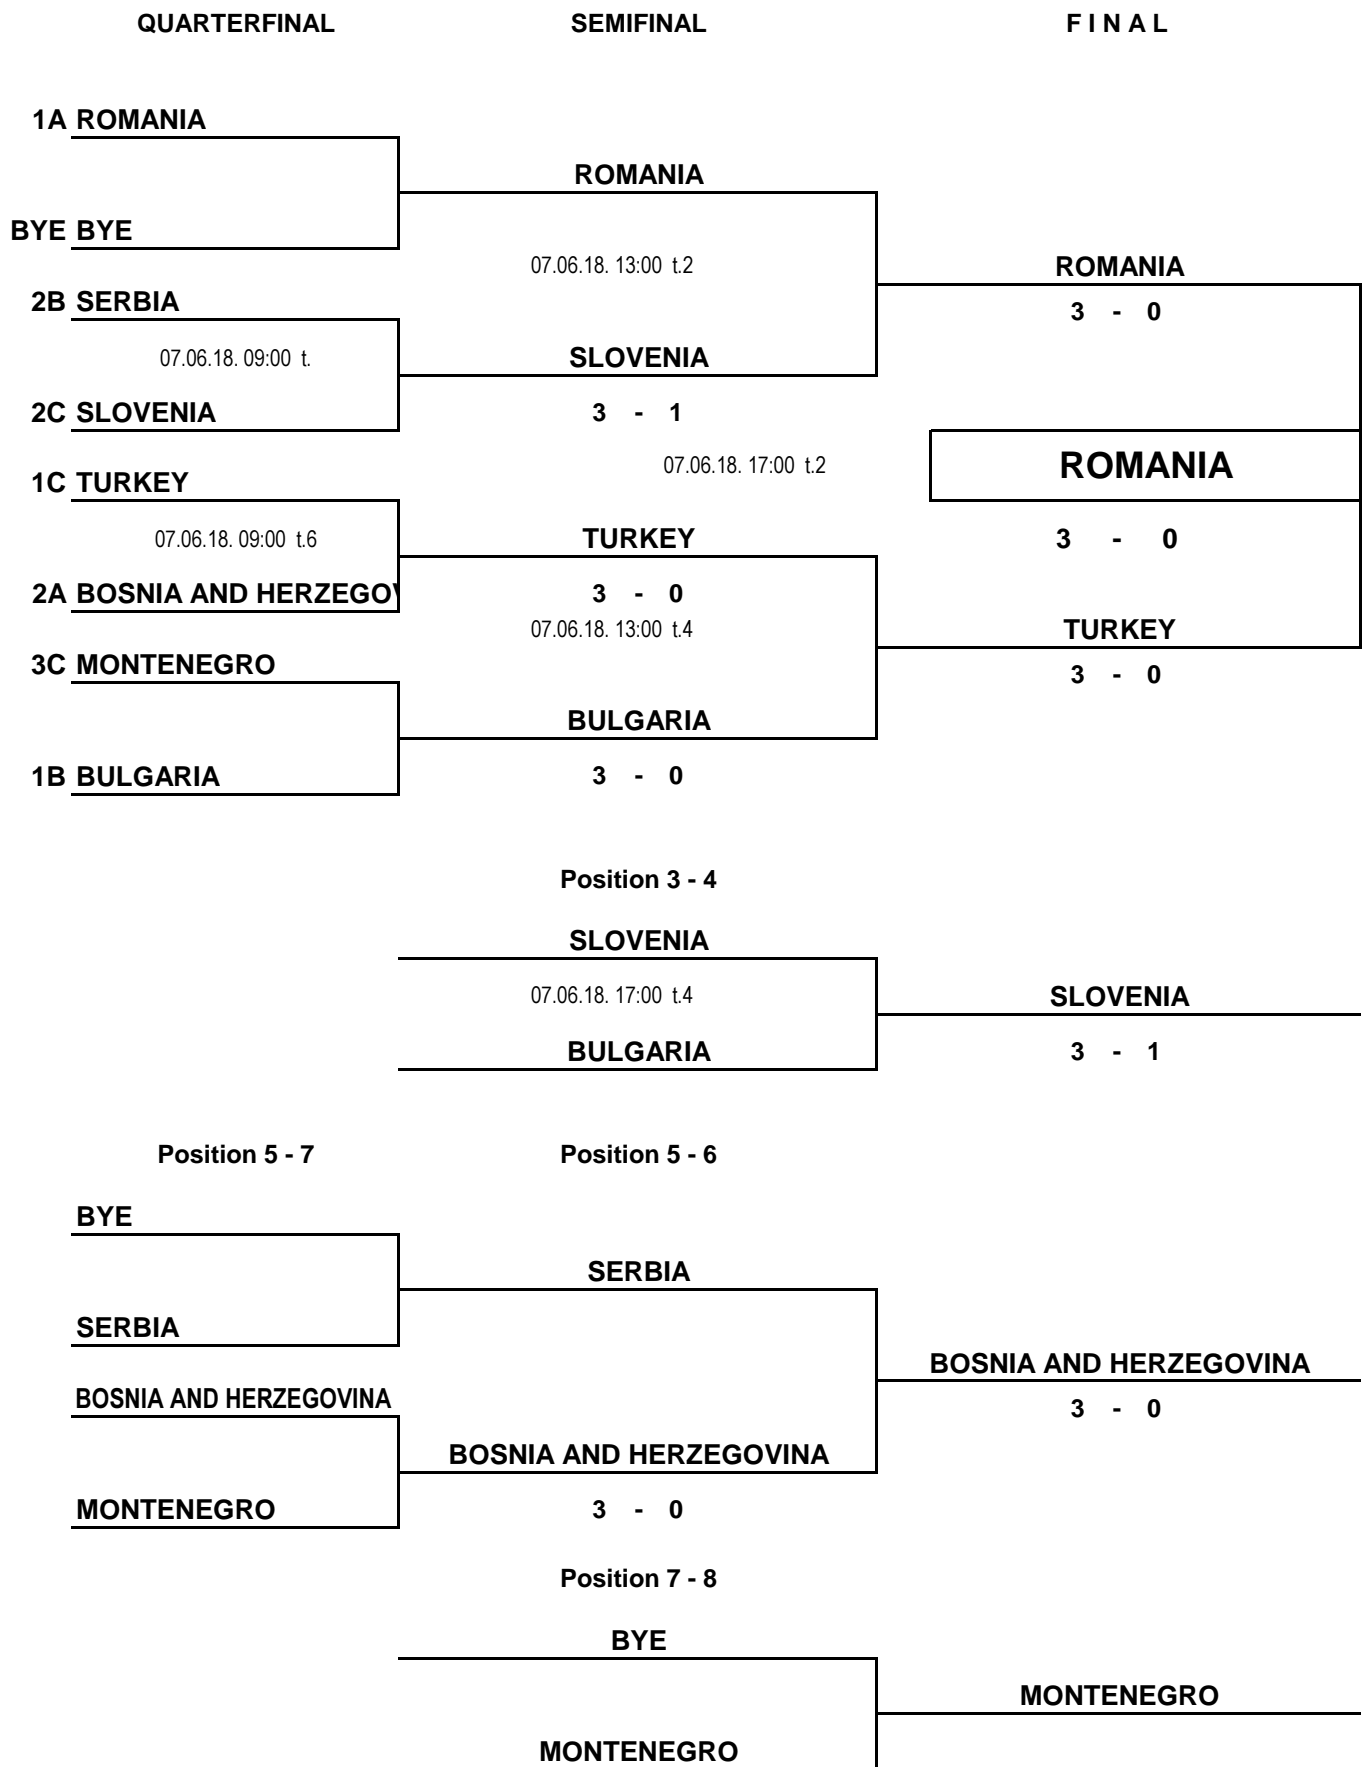 QUARTERFINAL SEMIFINAL F I N A L
1A ROMANIA
ROMANIA
BYE BYE
07.06.18. 13:00 t.2 ROMANIA
2B SERBIA
3 - 0
07.06.18. 09:00 t. SLOVENIA
2C SLOVENIA 3 - 1
07.06.18. 17:00 t.2 ROMANIA
1C TURKEY
07.06.18. 09:00 t.6 TURKEY 3 - 0
2A BOSNIA AND HERZEGOV 3 - 0
07.06.18. 13:00 t.4 TURKEY
3C MONTENEGRO
3 - 0
BULGARIA
1B BULGARIA 3 - 0
Position 3 - 4
SLOVENIA
07.06.18. 17:00 t.4 SLOVENIA
BULGARIA 3 - 1
Position 5 - 7 Position 5 - 6
BYE
SERBIA
SERBIA
BOSNIA AND HERZEGOVINA
BOSNIA AND HERZEGOVINA
3 - 0
BOSNIA AND HERZEGOVINA
MONTENEGRO 3 - 0
Position 7 - 8
BYE
MONTENEGRO
MONTENEGRO